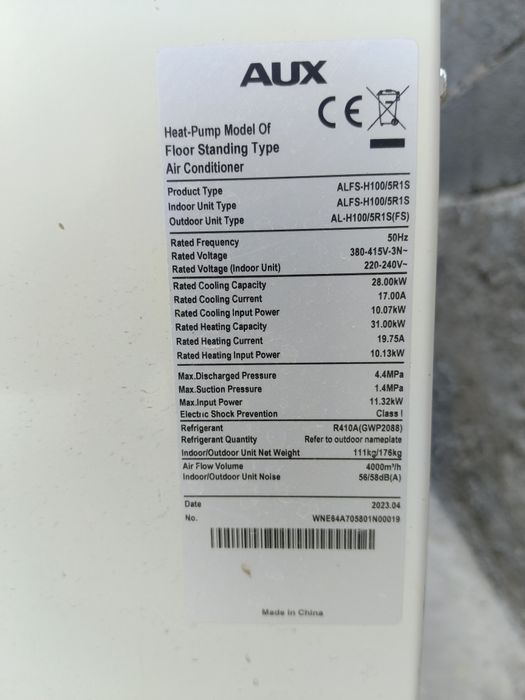 AUX
CE
Heat-Pump Model Of
Floor Standing Type
Air Conditioner
Product Type ALFS-H100/5R1S
Indoor Unit Type ALFS-H100/5R1S
Outdoor Unit Type AL-H100/5R1S(FS)
Rated Frequency 50Hz
Rated Voltage 380-415V-3N~
Rated Voltage (Indoor Unit) 220-240V~
Rated Cooling Capacity 28.00kW
Rated Cooling Current 17.00A
Rated Cooling Input Power 10.07kW
Rated Heating Capacity 31.00kW
Rated Heating Current 19.75A
Rated Heating Input Power 10.13kW
Max.Discharged Pressure 4.4MPa
Max.Suction Pressure 1.4MPa
Max.Input Power 11.32kW
Electric Shock Prevention Class I
Refrigerant R410A(GWP2088)
Refrigerant Quantity Refer to outdoor nameplate
Indoor/Outdoor Unit Net Weight 111kg/176kg
Air Flow Volume 4000m³/h
Indoor/Outdoor Unit Noise 56/58dB(A)
Date 2023.04
No. WNE64A705801N00019
Made in China